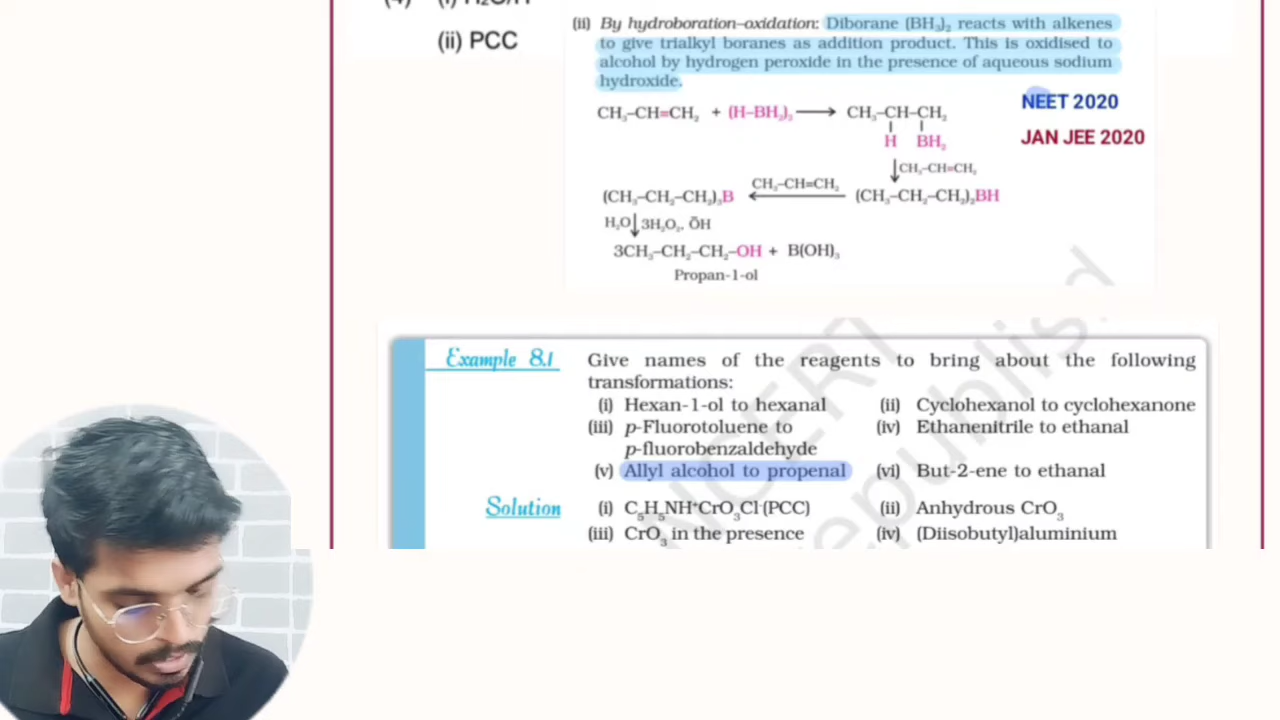 (ii) PCC
(ii) By hydroboration–oxidation: Diborane (BH₃)₂ reacts with alkenes
to give trialkyl boranes as addition product. This is oxidised to
alcohol by hydrogen peroxide in the presence of aqueous sodium
hydroxide.
NEET 2020
JAN JEE 2020
CH₃–CH=CH₂ + (H–BH₂)₂ ⟶ CH₃–CH–CH₂
H BH₂
CH₃–CH=CH₂
(CH₃–CH₂–CH₂)₃B ⟵ CH₃–CH=CH₂ (CH₃–CH₂–CH₂)₂BH
H₂O ↓ 3H₂O₂, ŌH
3CH₃–CH₂–CH₂–OH + B(OH)₃
Propan-1-ol
Example 8.1 Give names of the reagents to bring about the following
transformations:
(i) Hexan-1-ol to hexanal (ii) Cyclohexanol to cyclohexanone
(iii) p-Fluorotoluene to (iv) Ethanenitrile to ethanal
p-fluorobenzaldehyde
(v) Allyl alcohol to propenal (vi) But-2-ene to ethanal
Solution (i) C₅H₅NH⁺CrO₃Cl⁻(PCC) (ii) Anhydrous CrO₃
(iii) CrO₃ in the presence (iv) (Diisobutyl)aluminium